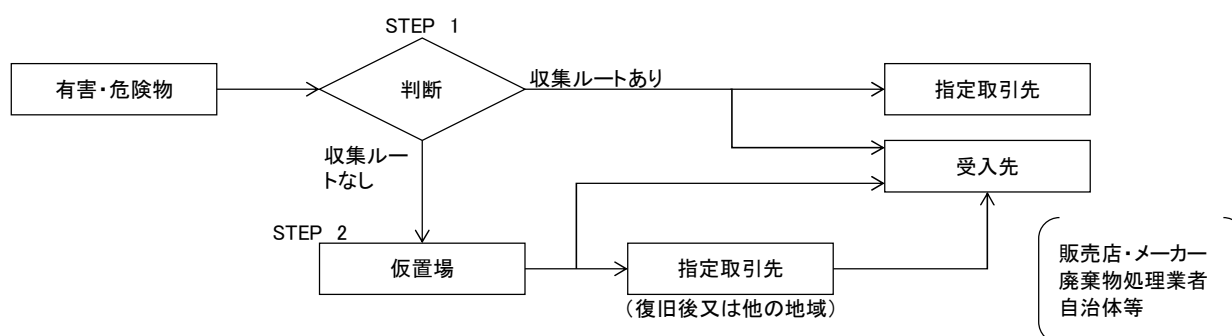 STEP 1
有害・危険物
判断
収集ルートあり
指定取引先
収集ルー
トなし
受入先
STEP 2
仮置場
指定取引先
（復旧後又は他の地域）
販売店・メーカー
廃棄物処理業者
自治体等